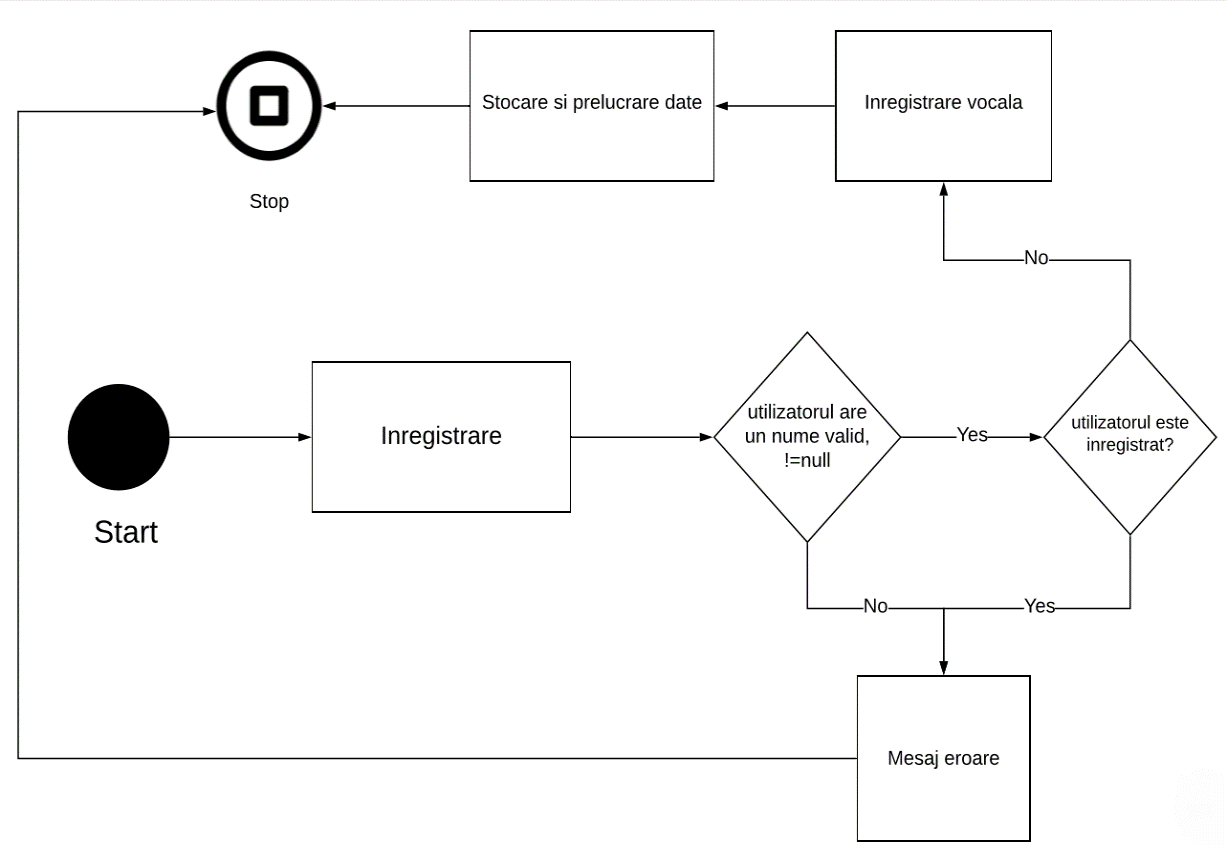 Stocare si prelucrare date
Inregistrare vocala
Stop
No
Start
Inregistrare
utilizatorul are
un nume valid,
!=null
Yes
utilizatorul este
inregistrat?
No
Yes
Mesaj eroare